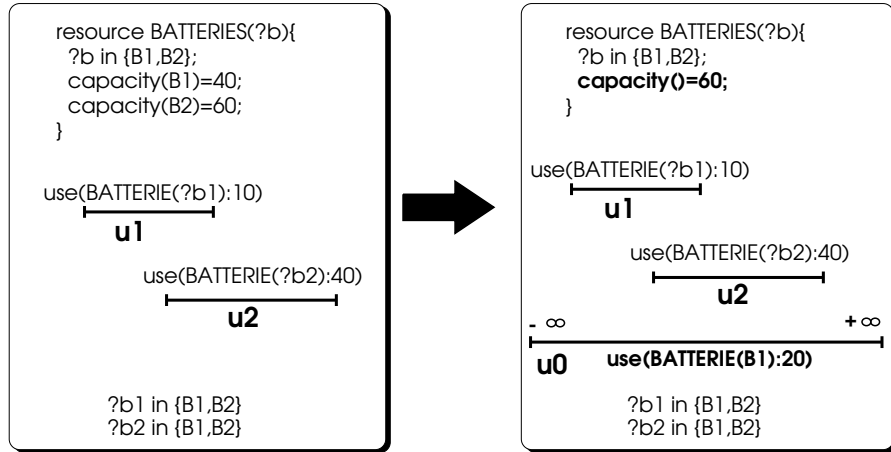 resource BATTERIES(?b){
?b in {B1,B2};
capacity(B1)=40;
capacity(B2)=60;
}
use(BATTERIE(?b1):10)
u1
use(BATTERIE(?b2):40)
u2
?b1 in {B1,B2}
?b2 in {B1,B2}
resource BATTERIES(?b){
?b in {B1,B2};
capacity()=60;
}
use(BATTERIE(?b1):10)
u1
use(BATTERIE(?b2):40)
u2
- ∞ + ∞
u0 use(BATTERIE(B1):20)
?b1 in {B1,B2}
?b2 in {B1,B2}